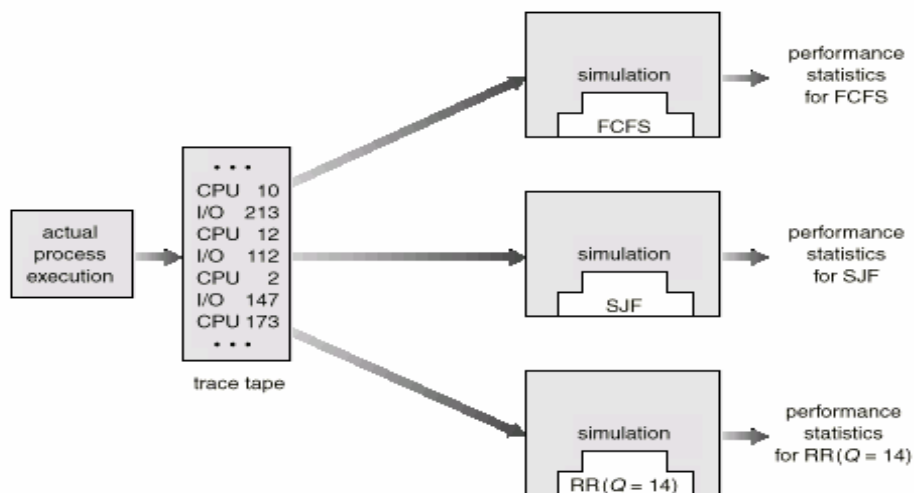 actual
process
execution
• • •
CPU 10
I/O 213
CPU 12
I/O 112
CPU 2
I/O 147
CPU 173
• • •
trace tape
simulation
FCFS
performance
statistics
for FCFS
simulation
SJF
performance
statistics
for SJF
simulation
RR (Q = 14)
performance
statistics
for RR (Q = 14)